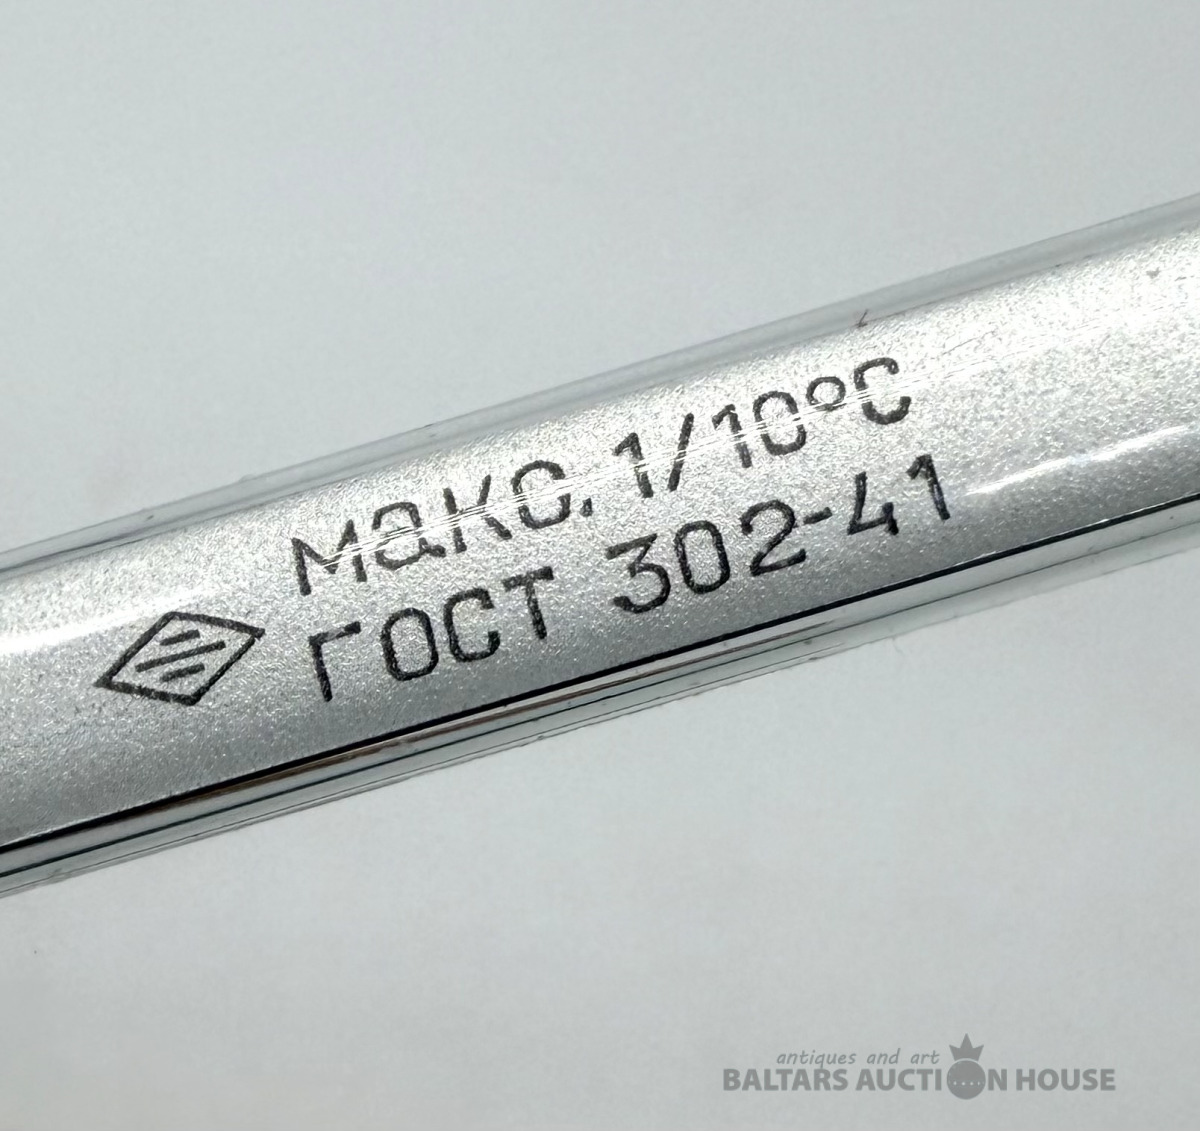 макс. 1/10°C
ГОСТ 302-41
antiques and art
BALTARS AUCTION HOUSE